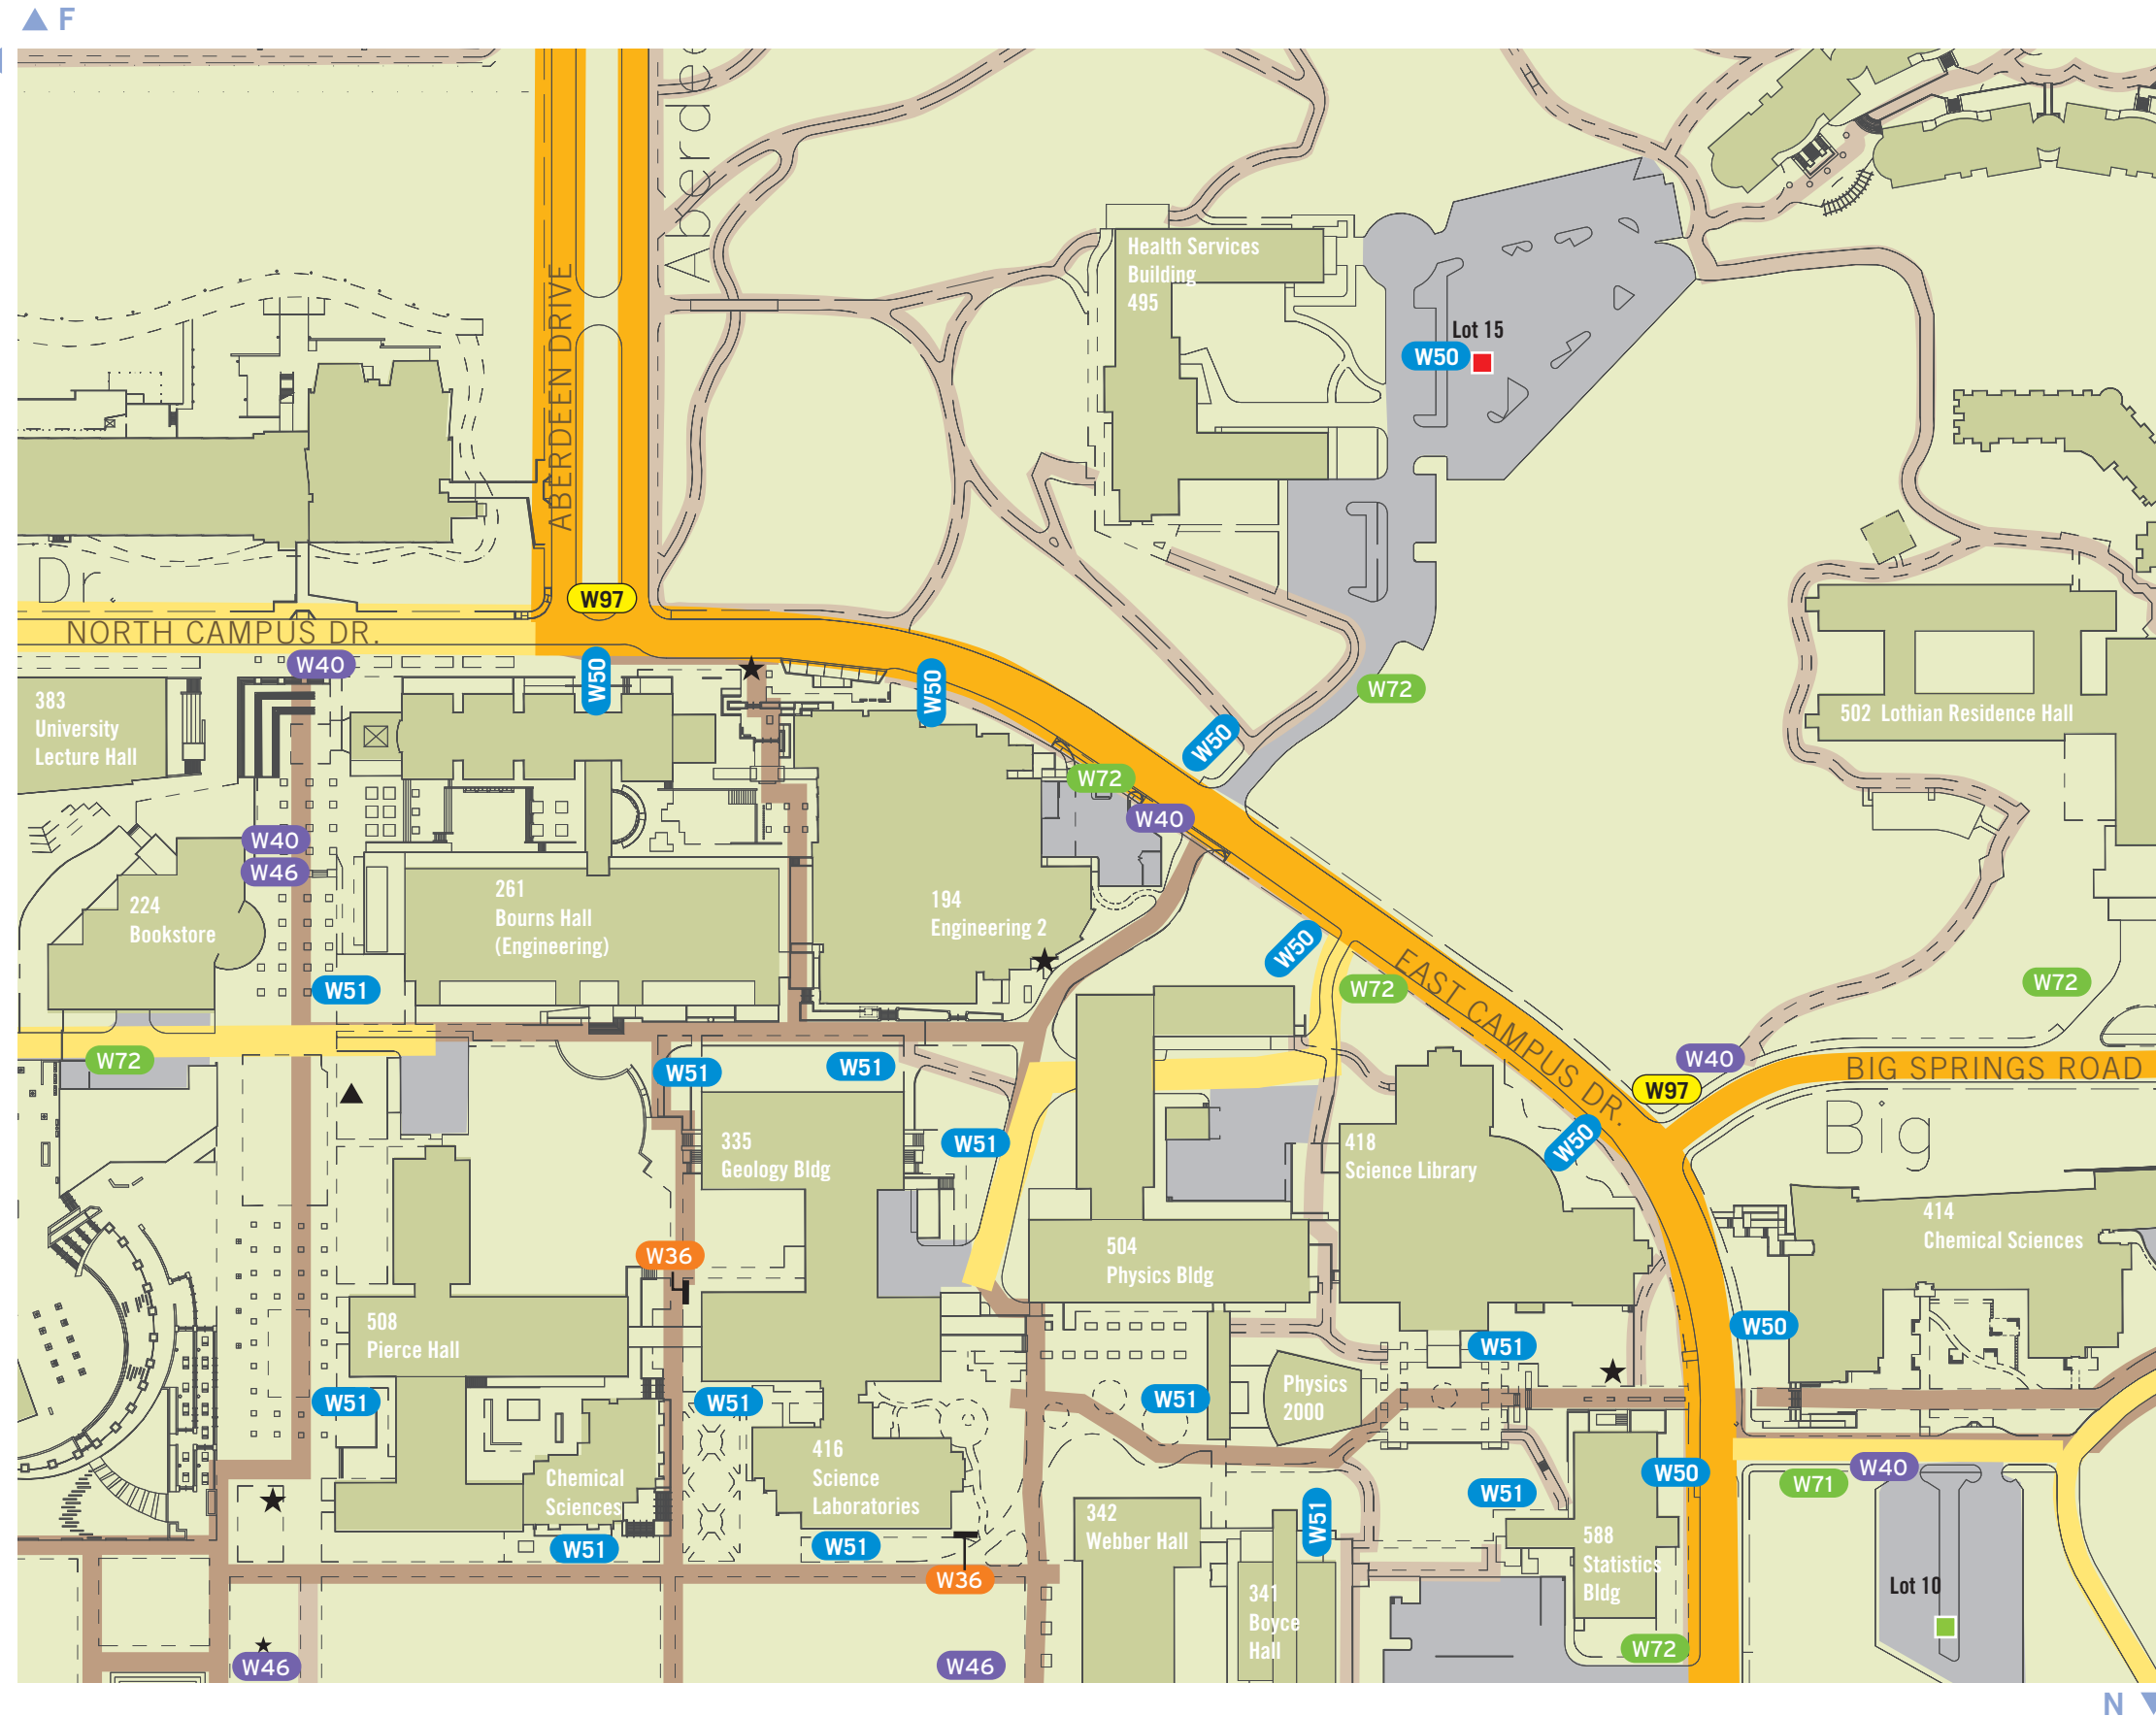 F
Aberdee
ABERDEEN DRIVE
Health Services
Building
495
Lot 15
W50
Dr
W97
NORTH CAMPUS DR.
W40
W50
W50
W72
W50
383
University
Lecture Hall
502 Lothian Residence Hall
W72
W40
W40
W46
261
Bourns Hall
(Engineering)
224
Bookstore
194
Engineering 2
W50
EAST CAMPUS DR.
W51
W72
W72
W72
W51
W51
W40
BIG SPRINGS ROAD
W97
Big
W50
W51
335
Geology Bldg
418
Science Library
414
Chemical Sciences
W36
504
Physics Bldg
508
Pierce Hall
W50
W51
W51
W51
W51
Physics
2000
416
Science
Laboratories
Chemical
Sciences
W50
W40
W71
W51
W51
342
Webber Hall
W51
W51
588
Statistics
Bldg
W36
341
Boyce
Hall
Lot 10
W72
W46
W46
N